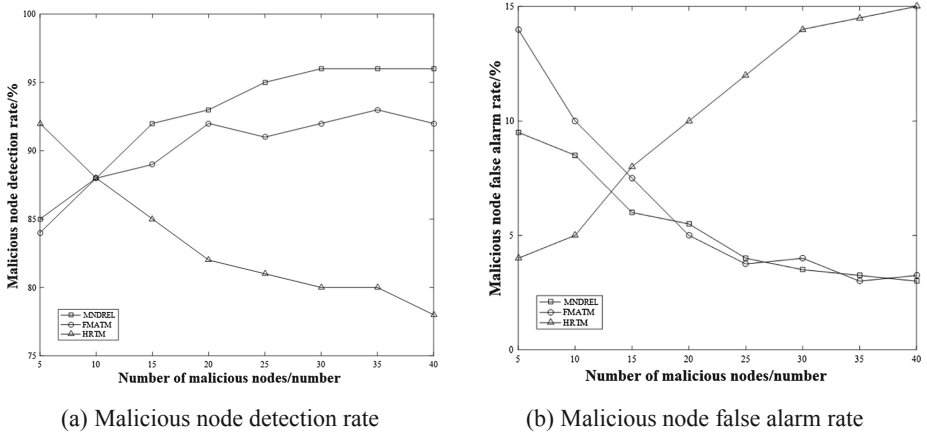 100
95
90
85
80
75
Malicious node detection rate/%
MNDREL
FMATM
HRTM
5 10 15 20 25 30 35 40
Number of malicious nodes/number
(a) Malicious node detection rate
15
10
5
0
Malicious node false alarm rate/%
MNDREL
FMATM
HRTM
5 10 15 20 25 30 35 40
Number of malicious nodes/number
(b) Malicious node false alarm rate